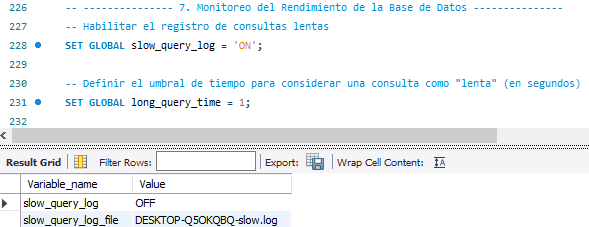 226 -- --------------- 7. Monitoreo del Rendimiento de la Base de Datos ---------------
227 -- Habilitar el registro de consultas lentas
228 SET GLOBAL slow_query_log = 'ON';
229
230 -- Definir el umbral de tiempo para considerar una consulta como "lenta" (en segundos)
231 SET GLOBAL long_query_time = 1;
232
Result Grid Filter Rows: Export: Wrap Cell Content:
Variable_name Value
slow_query_log OFF
slow_query_log_file DESKTOP-Q5OKQBQ-slow.log